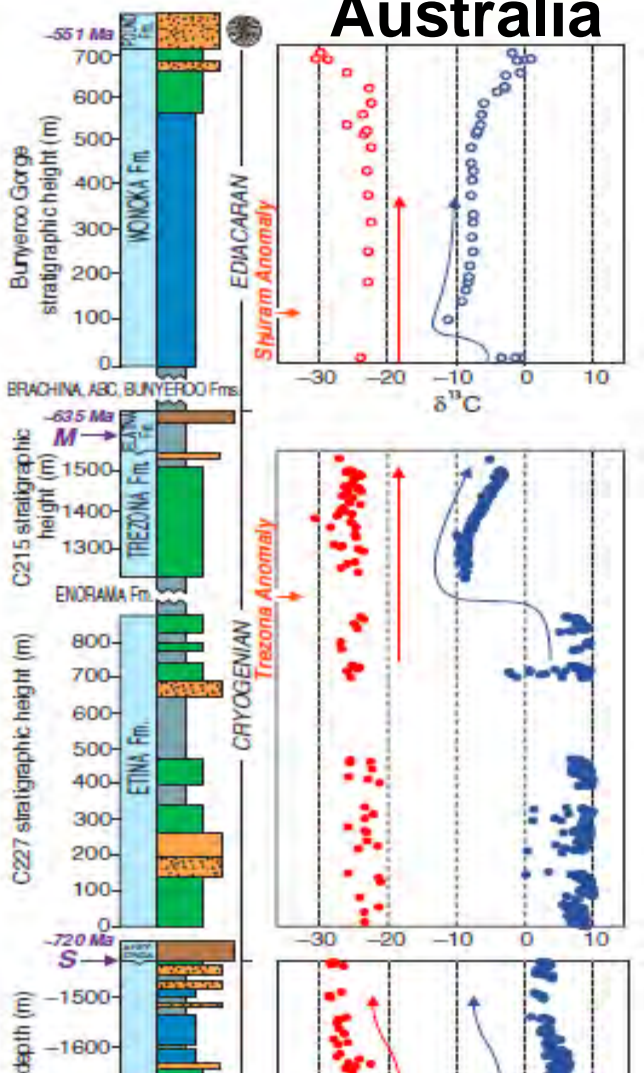 Australia
~551 Ma
POUND
Fm.
700
600
500
400
300
200
100
0
Bunyeroo Gorge
stratigraphic height (m)
WONOKA Fm.
EDIACARAN
Shuram Anomaly
−30
−20
−10
0
10
δ¹³C
BRACHINA, ABC, BUNYEROO Fms.
~635 Ma
M
1500
1400
1300
C215 stratigraphic
height (m)
TREZONA Fm.
ENORAMA Fm.
Trezona Anomaly
CRYOGENIAN
800
700
600
500
400
300
200
100
0
C227 stratigraphic height (m)
ETINA Fm.
−30
−20
−10
0
10
~720 Ma
S
−1500
−1600
depth (m)